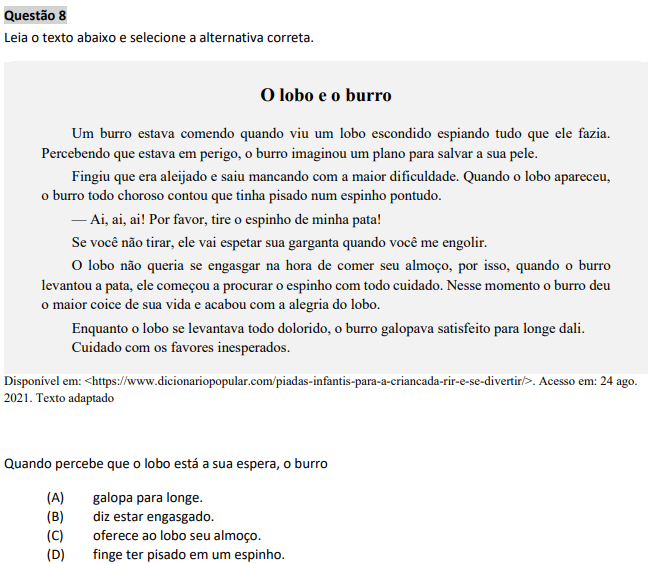 Questão 8
Leia o texto abaixo e selecione a alternativa correta.
O lobo e o burro
Um burro estava comendo quando viu um lobo escondido espiando tudo que ele fazia.
Percebendo que estava em perigo, o burro imaginou um plano para salvar a sua pele.
Fingiu que era aleijado e saiu mancando com a maior dificuldade. Quando o lobo apareceu,
o burro todo choroso contou que tinha pisado num espinho pontudo.
— Ai, ai, ai! Por favor, tire o espinho de minha pata!
Se você não tirar, ele vai espetar sua garganta quando você me engolir.
O lobo não queria se engasgar na hora de comer seu almoço, por isso, quando o burro
levantou a pata, ele começou a procurar o espinho com todo cuidado. Nesse momento o burro deu
o maior coice de sua vida e acabou com a alegria do lobo.
Enquanto o lobo se levantava todo dolorido, o burro galopava satisfeito para longe dali.
Cuidado com os favores inesperados.
Disponível em: <https://www.dicionariopopular.com/piadas-infantis-para-a-criancada-rir-e-se-divertir/>. Acesso em: 24 ago.
2021. Texto adaptado
Quando percebe que o lobo está a sua espera, o burro
(A) galopa para longe.
(B) diz estar engasgado.
(C) oferece ao lobo seu almoço.
(D) finge ter pisado em um espinho.